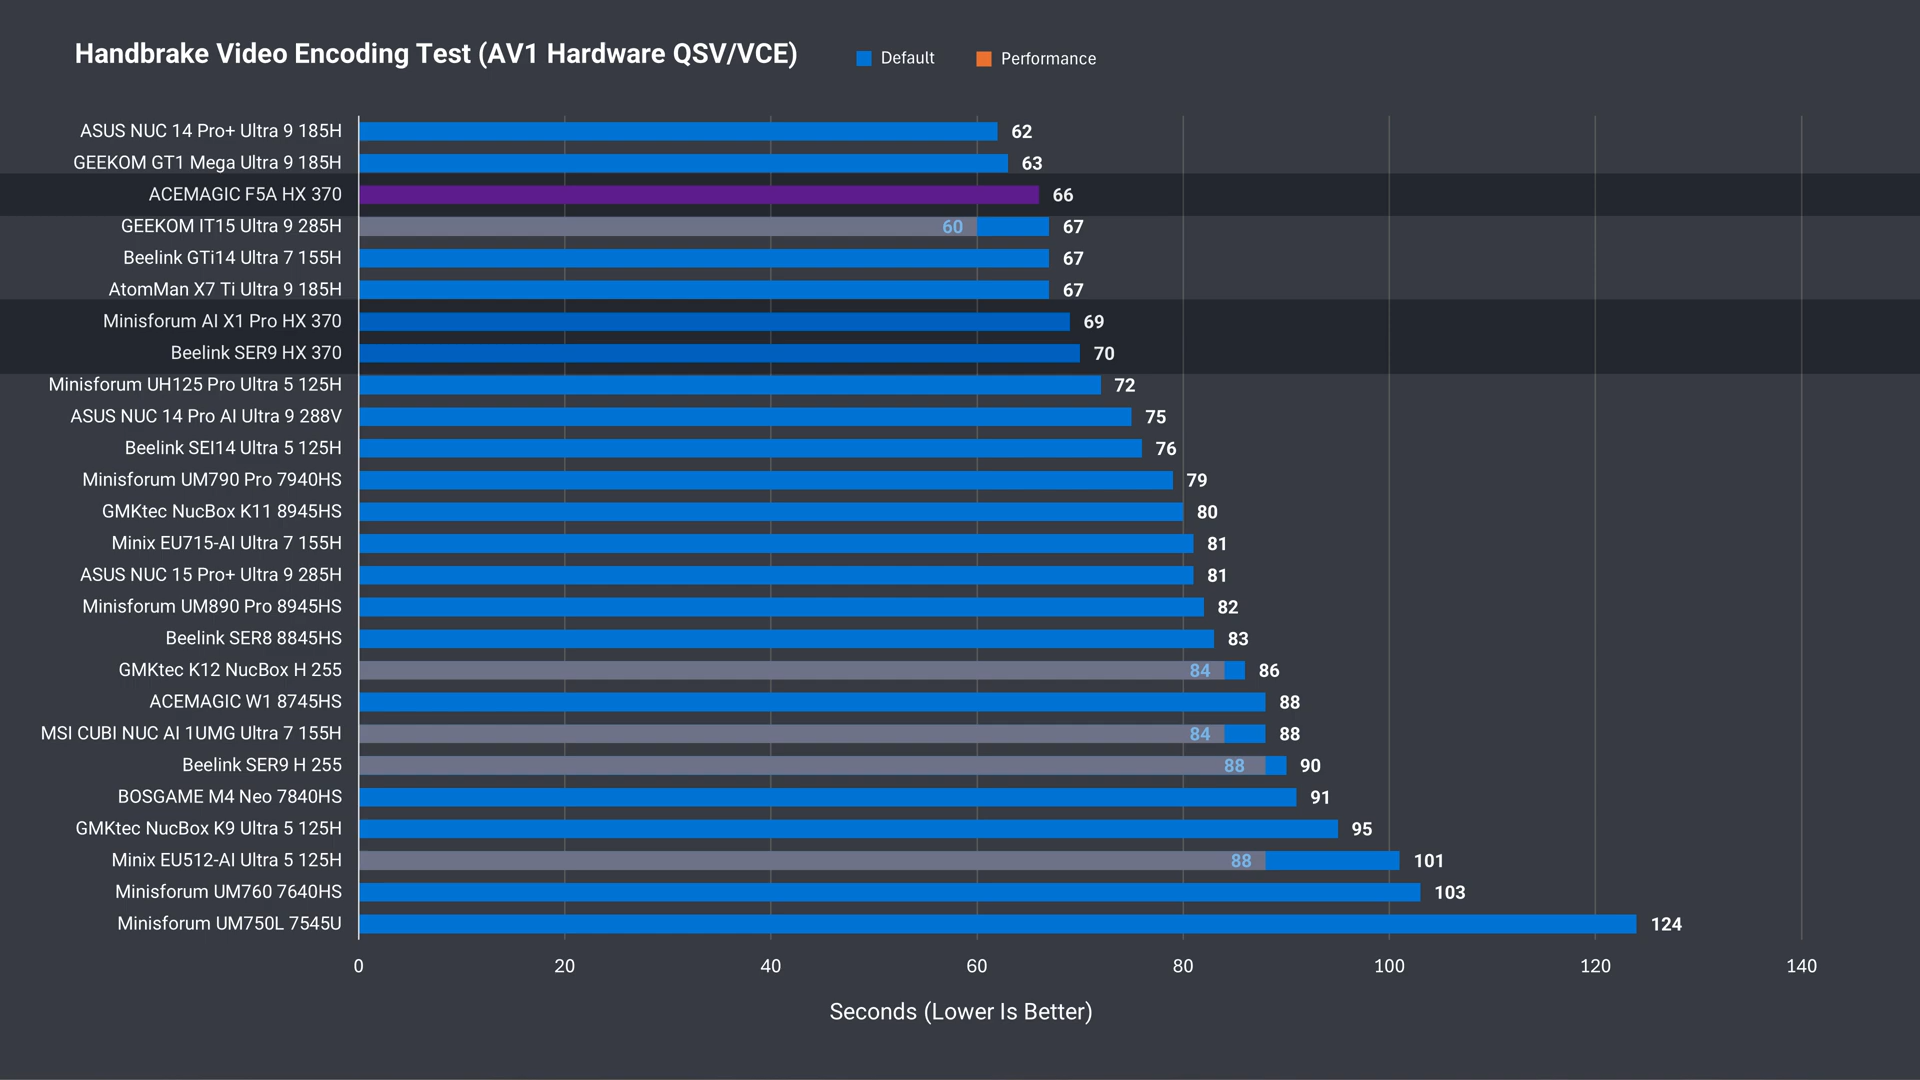 Handbrake Video Encoding Test (AV1 Hardware QSV/VCE)
Default
Performance
ASUS NUC 14 Pro+ Ultra 9 185H 62
GEEKOM GT1 Mega Ultra 9 185H 63
ACEMAGIC F5A HX 370 66
GEEKOM IT15 Ultra 9 285H 60 67
Beelink GTi14 Ultra 7 155H 67
AtomMan X7 Ti Ultra 9 185H 67
Minisforum AI X1 Pro HX 370 69
Beelink SER9 HX 370 70
Minisforum UH125 Pro Ultra 5 125H 72
ASUS NUC 14 Pro AI Ultra 9 288V 75
Beelink SEI14 Ultra 5 125H 76
Minisforum UM790 Pro 7940HS 79
GMKtec NucBox K11 8945HS 80
Minix EU715-AI Ultra 7 155H 81
ASUS NUC 15 Pro+ Ultra 9 285H 81
Minisforum UM890 Pro 8945HS 82
Beelink SER8 8845HS 83
GMKtec K12 NucBox H 255 84 86
ACEMAGIC W1 8745HS 88
MSI CUBI NUC AI 1UMG Ultra 7 155H 84 88
Beelink SER9 H 255 88 90
BOSGAME M4 Neo 7840HS 91
GMKtec NucBox K9 Ultra 5 125H 95
Minix EU512-AI Ultra 5 125H 88 101
Minisforum UM760 7640HS 103
Minisforum UM750L 7545U 124
0 20 40 60 80 100 120 140
Seconds (Lower Is Better)